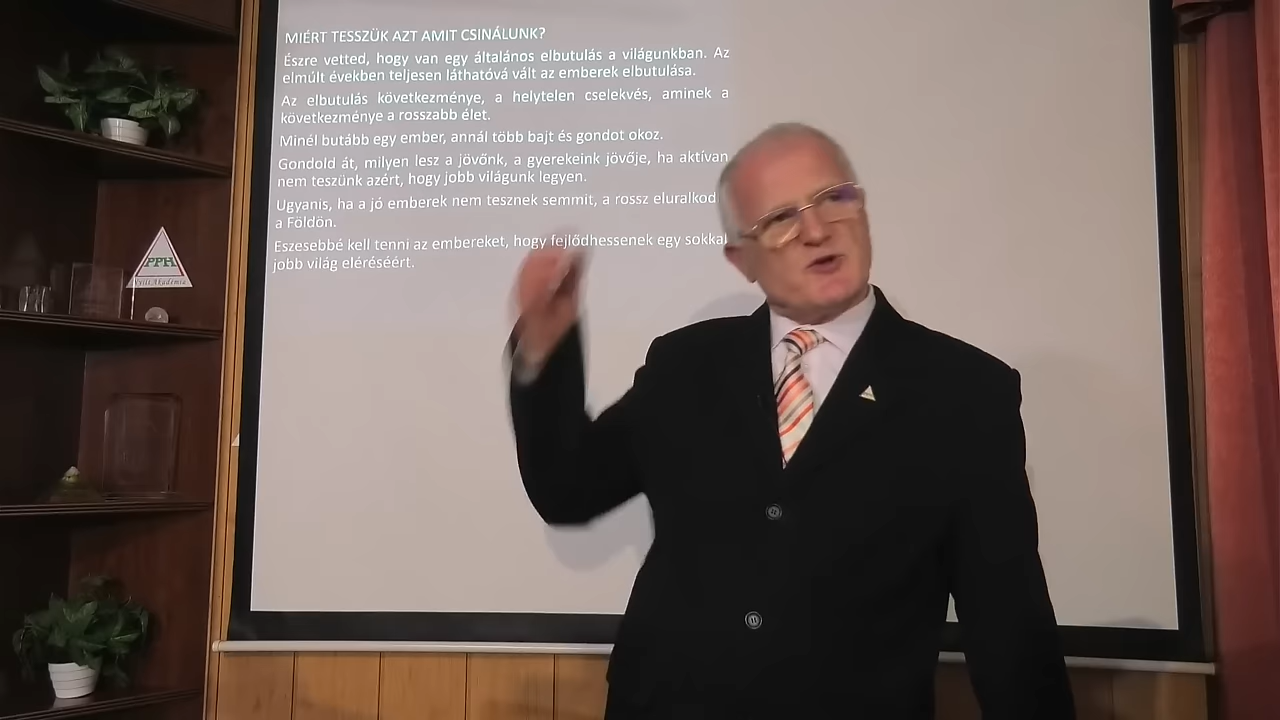 MIÉRT TESSZÜK AZT AMIT CSINÁLUNK?
Észre vetted, hogy van egy általános elbutulás a világunkban. Az
elmúlt években teljesen láthatóvá vált az emberek elbutulása.
Az elbutulás következménye, a helytelen cselekvés, aminek a
következménye a rosszabb élet.
Minél butább egy ember, annál több bajt és gondot okoz.
Gondold át, milyen lesz a jövőnk, a gyerekeink jövője, ha aktívan
nem teszünk azért, hogy jobb világunk legyen.
Ugyanis, ha a jó emberek nem tesznek semmit, a rossz eluralkod
a Földön.
Eszesebbé kell tenni az embereket, hogy fejlődhessenek egy sokkal
jobb világ eléréséért.
PPH
Nyílt Akadémia